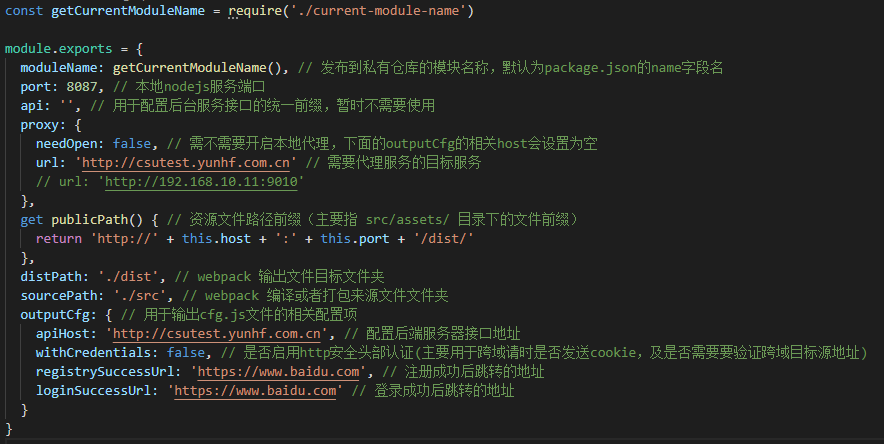 const getCurrentModuleName = require('./current-module-name')
module.exports = {
moduleName: getCurrentModuleName(), // 发布到私有仓库的模块名称，默认为package.json的name字段名
port: 8087, // 本地nodejs服务端口
api: '', // 用于配置后台服务接口的统一前缀，暂时不需要使用
proxy: {
needOpen: false, // 需不需要开启本地代理，下面的outputCfg的相关host会设置为空
url: 'http://csutest.yunhf.com.cn' // 需要代理服务的目标服务
// url: 'http://192.168.10.11:9010'
},
get publicPath() { // 资源文件路径前缀（主要指 src/assets/ 目录下的文件前缀）
return 'http://' + this.host + ':' + this.port + '/dist/'
},
distPath: './dist', // webpack 输出文件目标文件夹
sourcePath: './src', // webpack 编译或者打包来源文件文件夹
outputCfg: { // 用于输出cfg.js文件的相关配置项
apiHost: 'http://csutest.yunhf.com.cn', // 配置后端服务器接口地址
withCredentials: false, // 是否启用http安全头部认证(主要用于跨域请时是否发送cookie，及是否需要要验证跨域目标源地址)
registrySuccessUrl: 'https://www.baidu.com', // 注册成功后跳转的地址
loginSuccessUrl: 'https://www.baidu.com' // 登录成功后跳转的地址
}
}